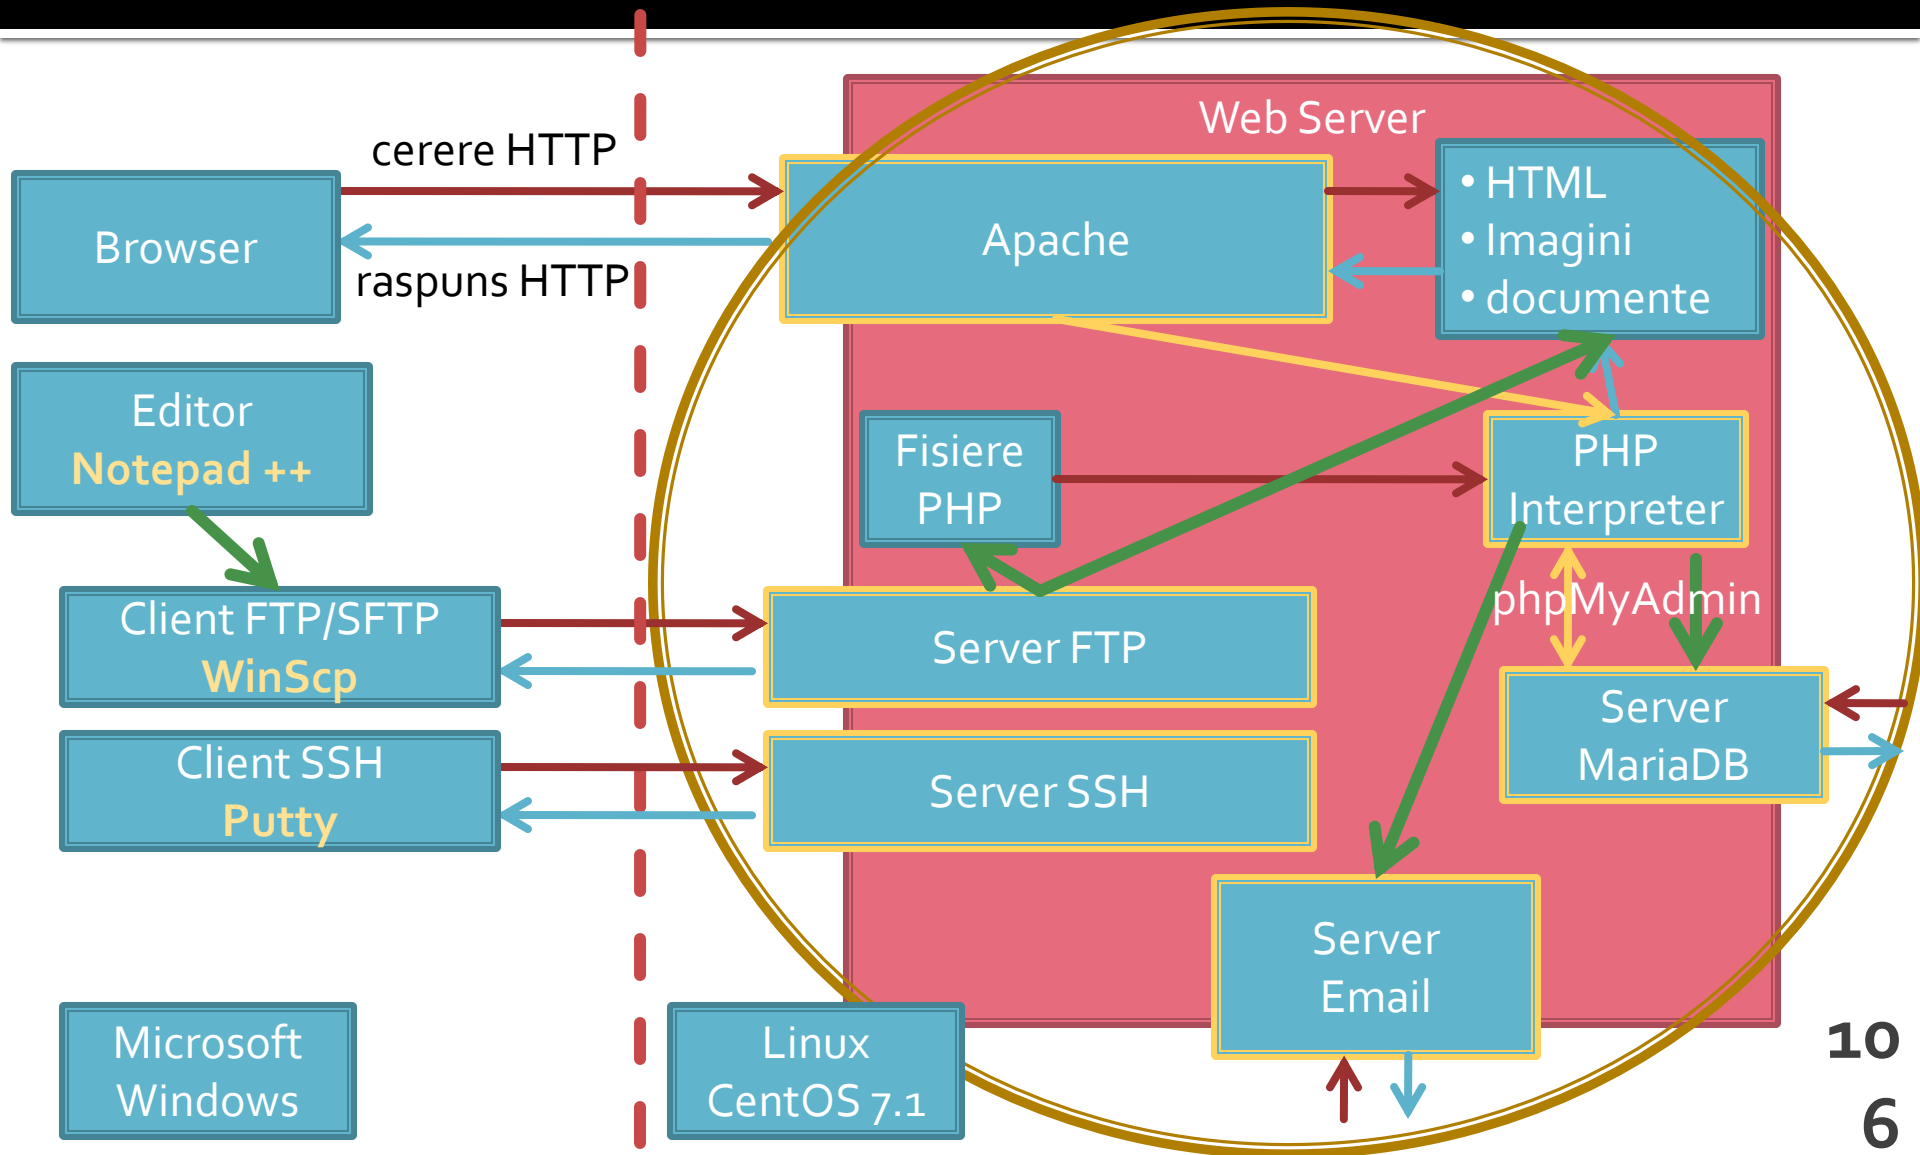 Web Server
cerere HTTP
Browser
raspuns HTTP
Apache
• HTML
• Imagini
• documente
Editor
Notepad ++
Fisiere
PHP
PHP
Interpreter
phpMyAdmin
Client FTP/SFTP
WinScp
Server FTP
Server
MariaDB
Client SSH
Putty
Server SSH
Server
Email
Microsoft
Windows
Linux
CentOS 7.1
10
6